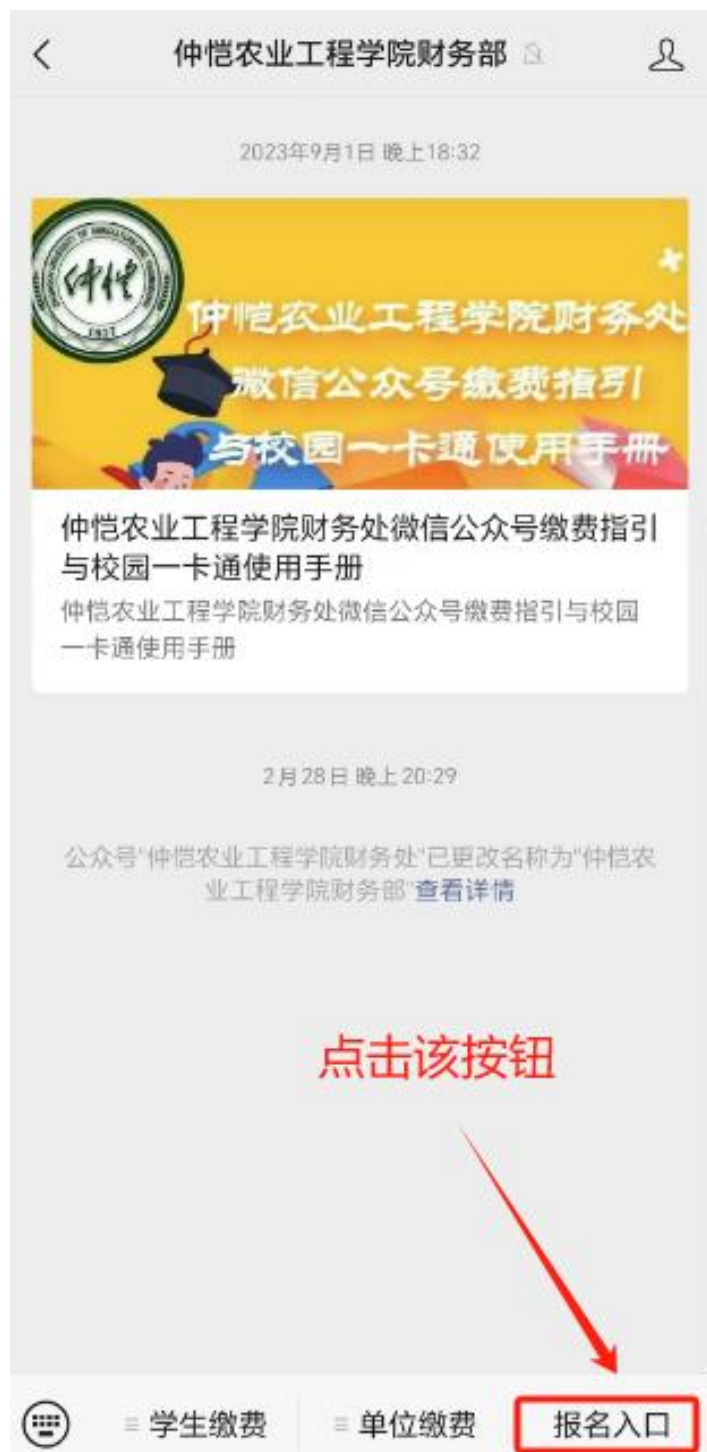 仲恺农业工程学院财务部
2023年9月1日 晚上18:32
仲恺
1927
仲恺农业工程学院财务处
微信公众号缴费指引
与校园一卡通使用手册
仲恺农业工程学院财务处微信公众号缴费指引
与校园一卡通使用手册
仲恺农业工程学院财务处微信公众号缴费指引与校园
一卡通使用手册
2月28日 晚上20:29
公众号“仲恺农业工程学院财务处”已更改名称为“仲恺农
业工程学院财务部”查看详情
点击该按钮
学生缴费
单位缴费
报名入口